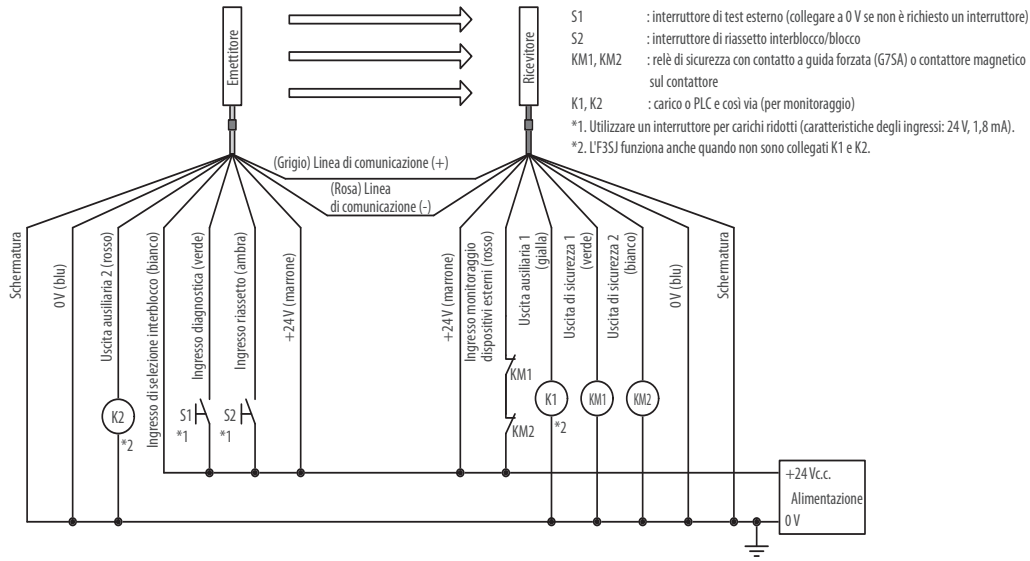 Emettitore
Ricevitore
S1 : interruttore di test esterno (collegare a 0 V se non è richiesto un interruttore)
S2 : interruttore di riassetto interblocco/blocco
KM1, KM2 : relè di sicurezza con contatto a guida forzata (G7SA) o contattore magnetico
sul contattore
K1, K2 : carico o PLC e così via (per monitoraggio)
*1. Utilizzare un interruttore per carichi ridotti (caratteristiche degli ingressi: 24 V, 1,8 mA).
*2. L'F3SJ funziona anche quando non sono collegati K1 e K2.
(Grigio) Linea di comunicazione (+)
(Rosa) Linea
di comunicazione (-)
Schermatura
0 V (blu)
Uscita ausiliaria 2 (rosso)
Ingresso di selezione interblocco (bianco)
Ingresso diagnostica (verde)
Ingresso riassetto (ambra)
+24 V (marrone)
+24 V (marrone)
Ingresso monitoraggio
dispositivi esterni (rosso)
Uscita ausiliaria 1
(gialla)
Uscita di sicurezza 1
(verde)
Uscita di sicurezza 2
(bianco)
0 V (blu)
Schermatura
K2
*2
S1
*1
S2
*1
KM1
KM2
K1
*2
KM1
KM2
+24 Vc.c.
Alimentazione
0 V